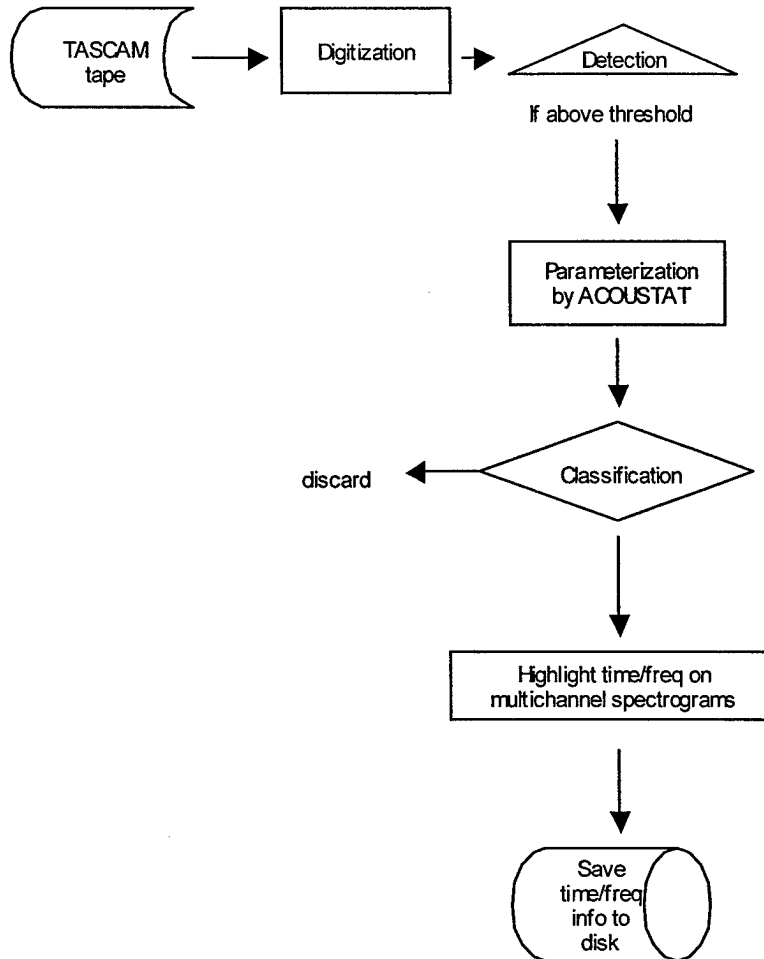 TASCAM
tape
Digitization
Detection
If above threshold
Parameterization
by ACOUSTAT
Classification
discard
Highlight time/freq on
multichannel spectrograms
Save
time/freq
info to
disk